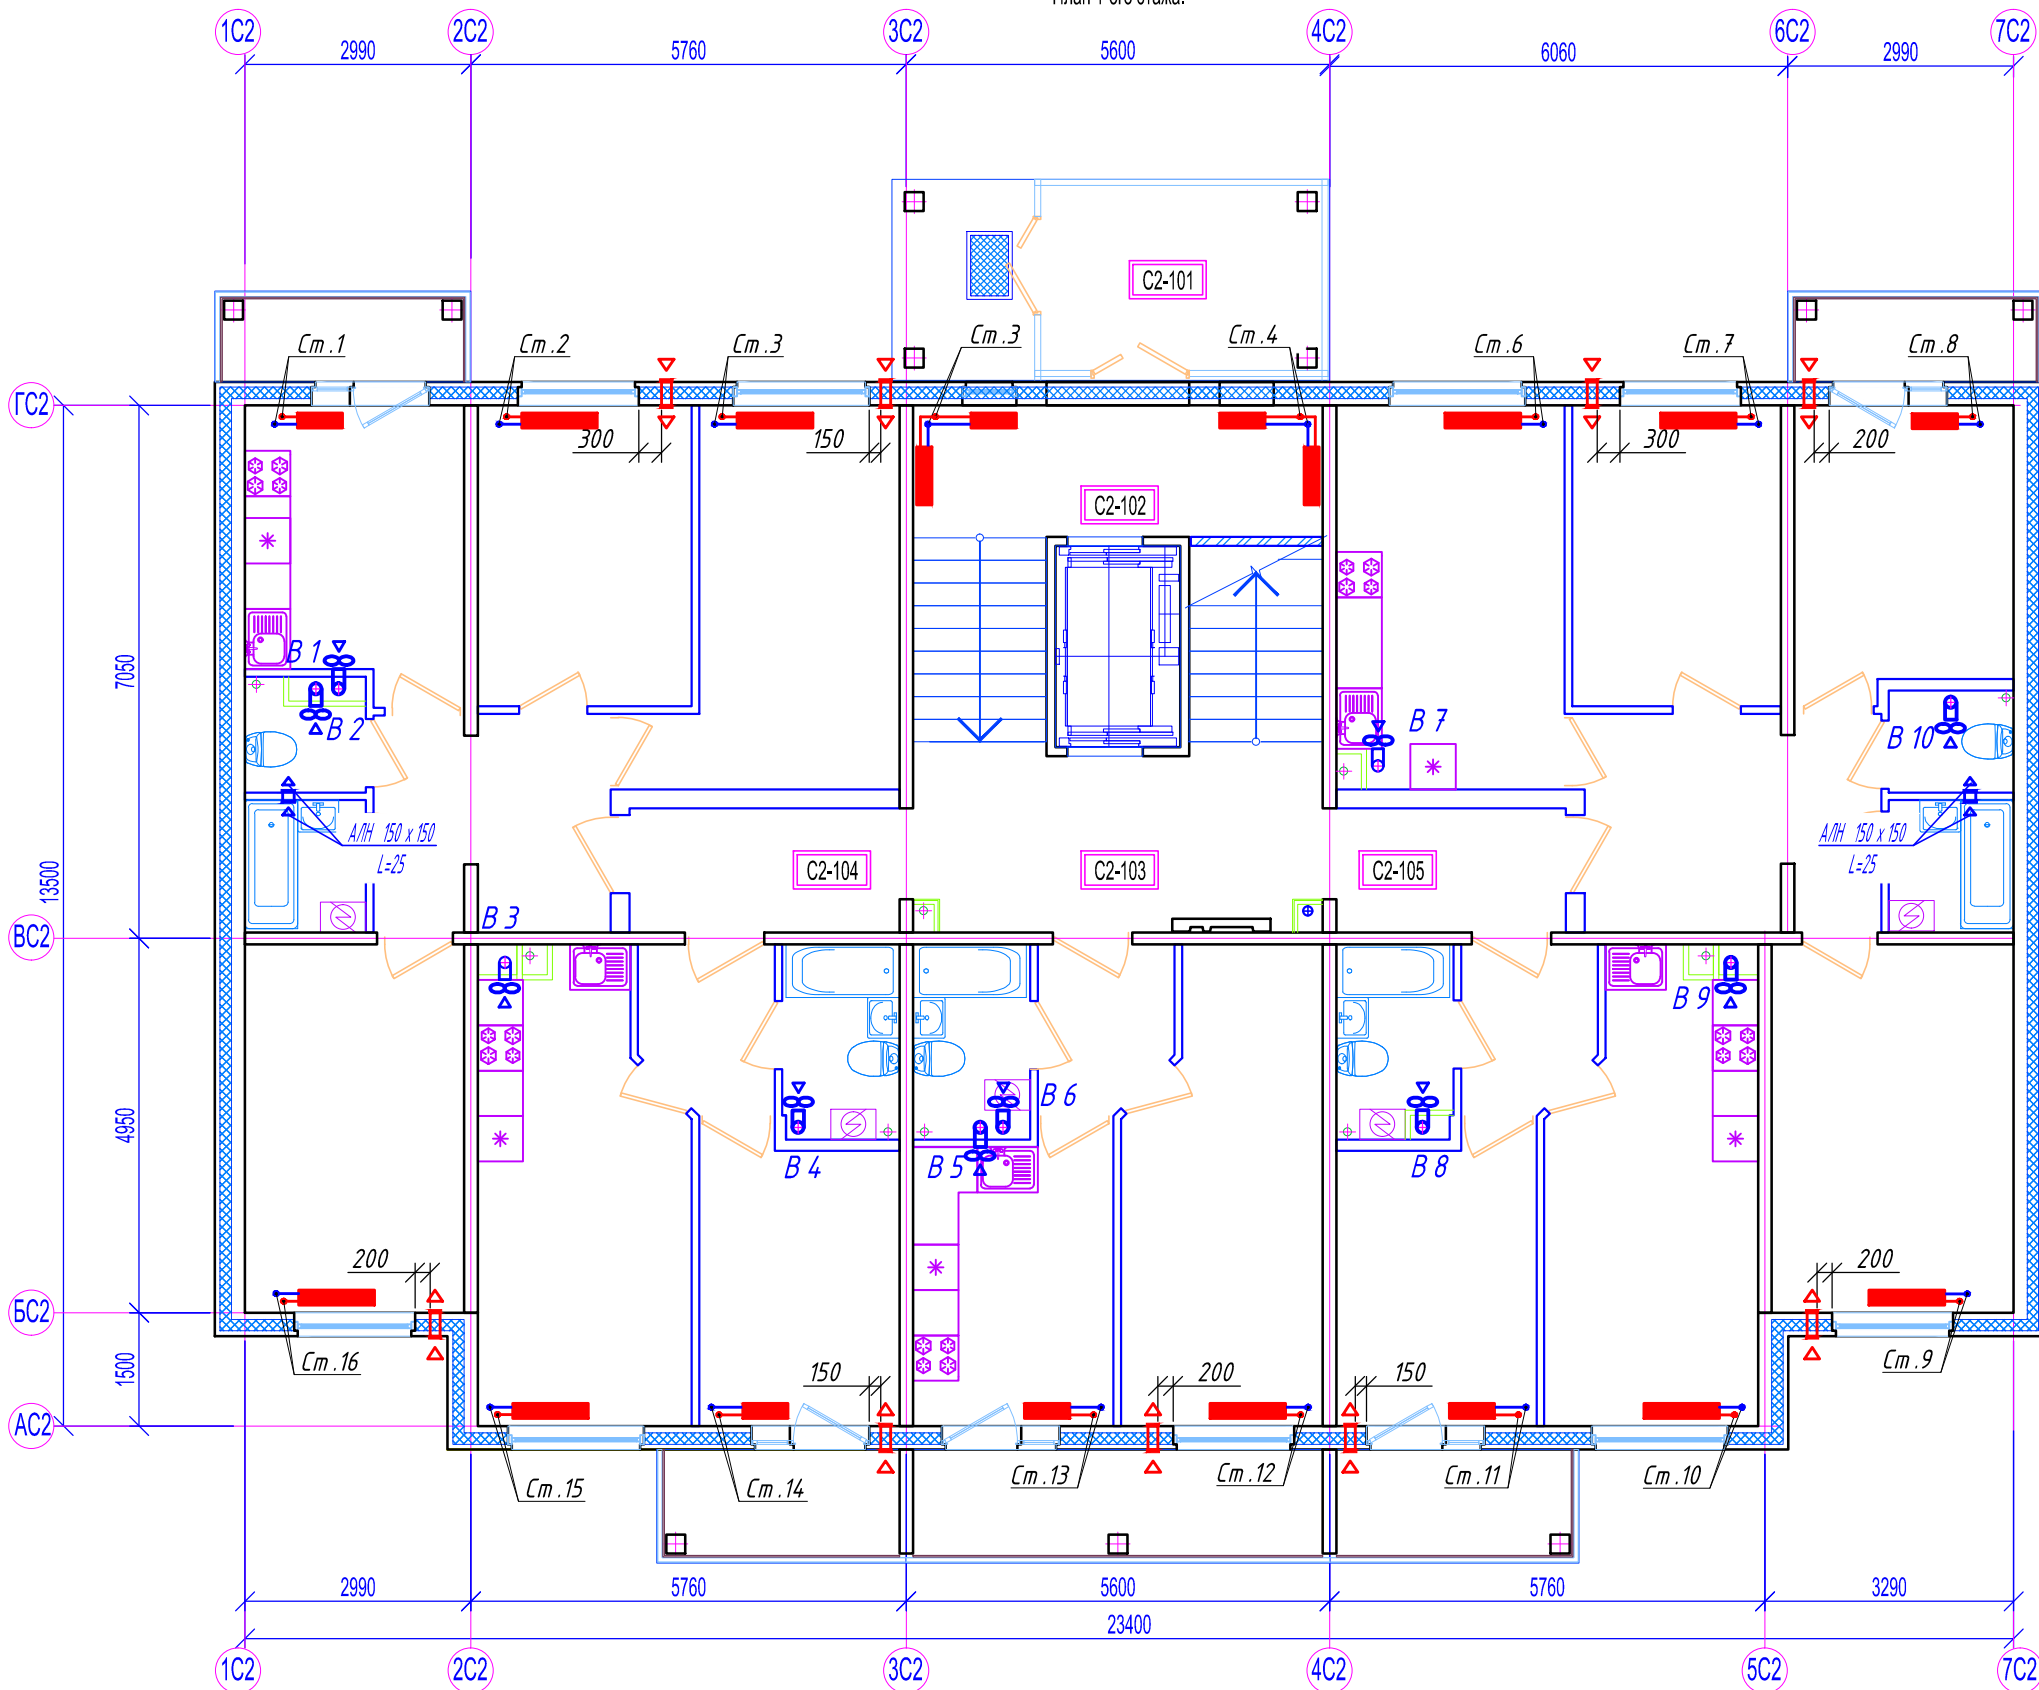 План 1-ого этажа.
1С2 2С2 3С2 4С2 6С2 7С2
2990 5760 5600 6060 2990
С2-101
Ст.1 Ст.2 Ст.3 Ст.3 Ст.4 Ст.6 Ст.7 Ст.8
ГС2
300 150 300 200
С2-102
В 1
7050
В 2 В 7 В 10
АЛН 150 x 150 АЛН 150 x 150
L=25 L=25
13500
С2-104 С2-103 С2-105
В 3
ВС2
В 9
4950
В 6
В 4 В 5 В 8
200 200
БС2
Ст.16 Ст.9
1500
150 200 150
АС2
Ст.15 Ст.14 Ст.13 Ст.12 Ст.11 Ст.10
2990 5760 5600 5760 3290
23400
1С2 2С2 3С2 4С2 5С2 7С2